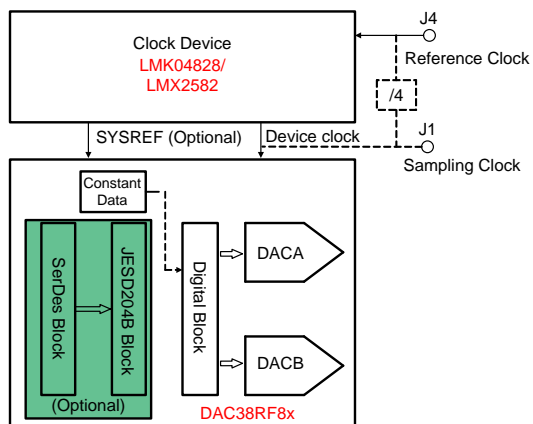 J4
Clock Device
LMK04828/
LMX2582
Reference Clock
/4
SYSREF (Optional)
Device clock
J1
Sampling Clock
Constant
Data
SerDes Block
JESD204B Block
Digital Block
DACA
DACB
(Optional)
DAC38RF8x